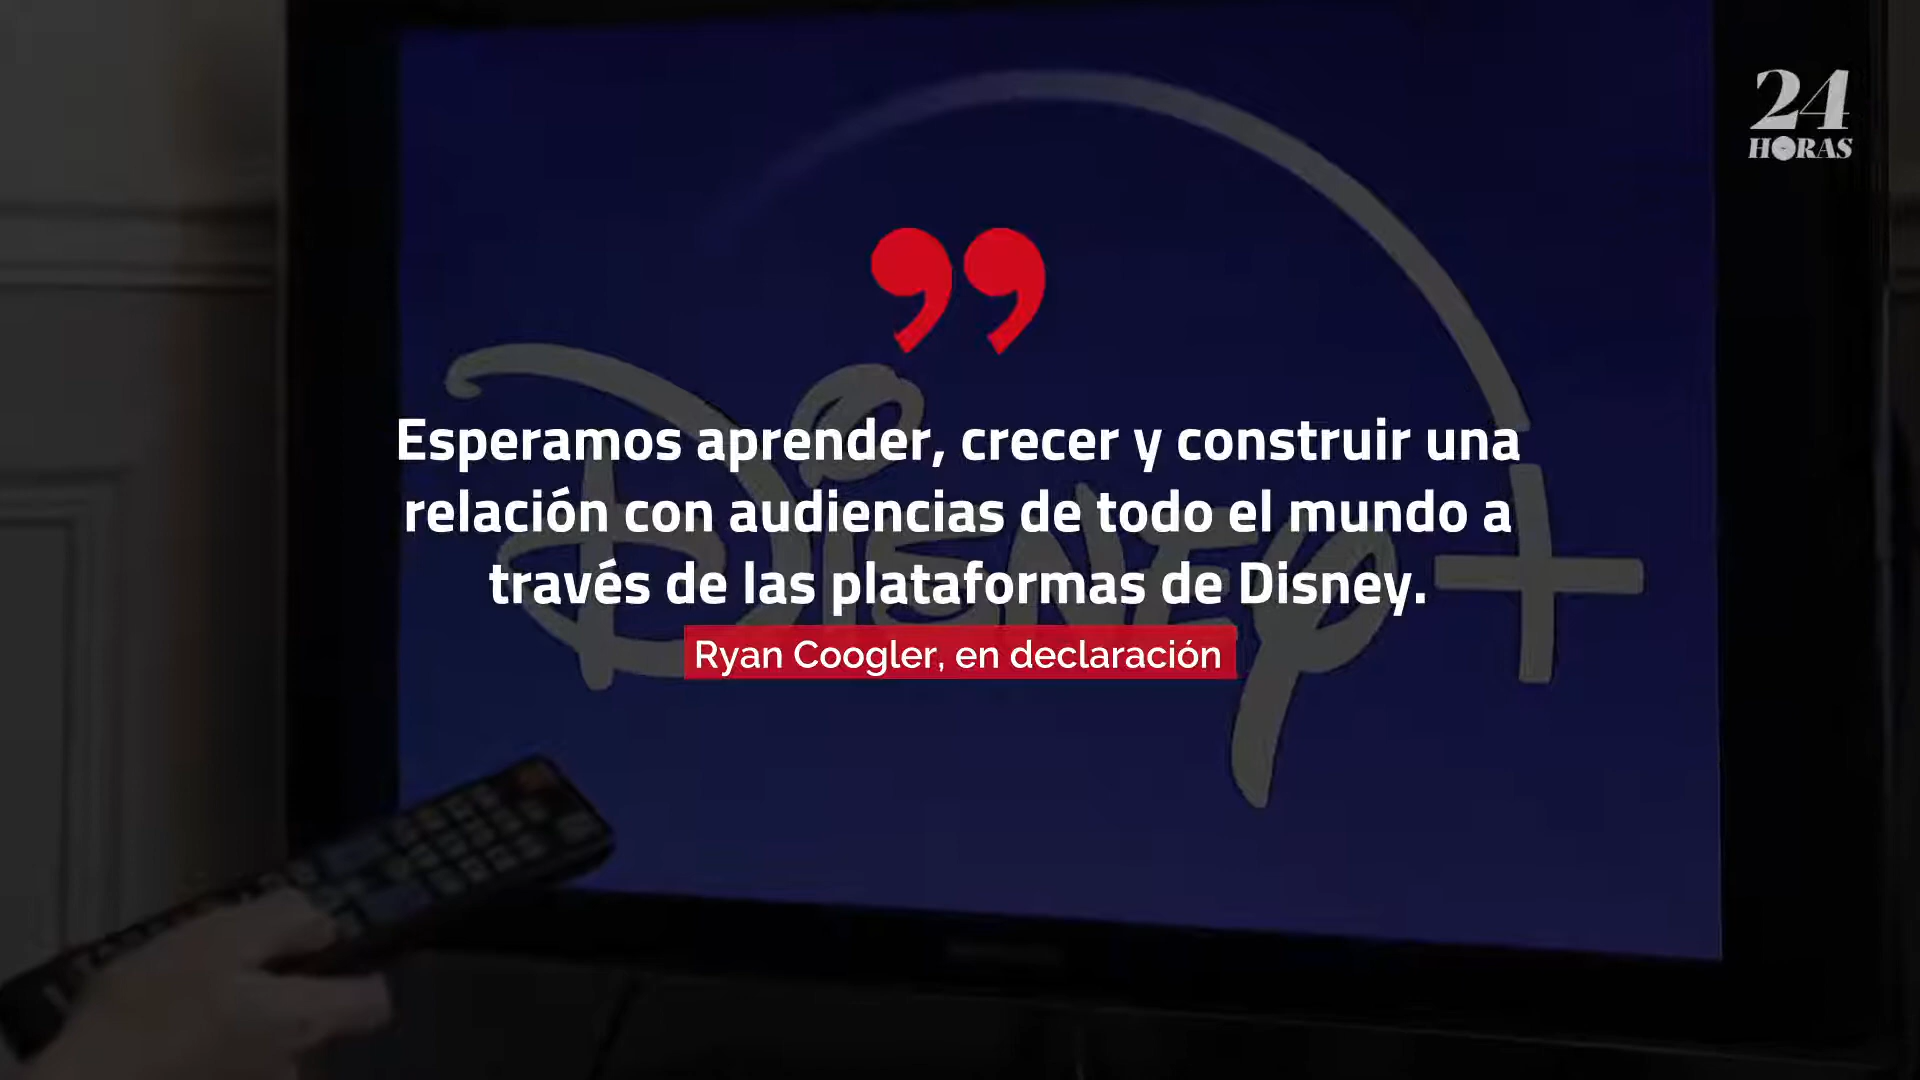 24
HORAS
”
Esperamos aprender, crecer y construir una
relación con audiencias de todo el mundo a
través de las plataformas de Disney.
Ryan Coogler, en declaración
Disney+